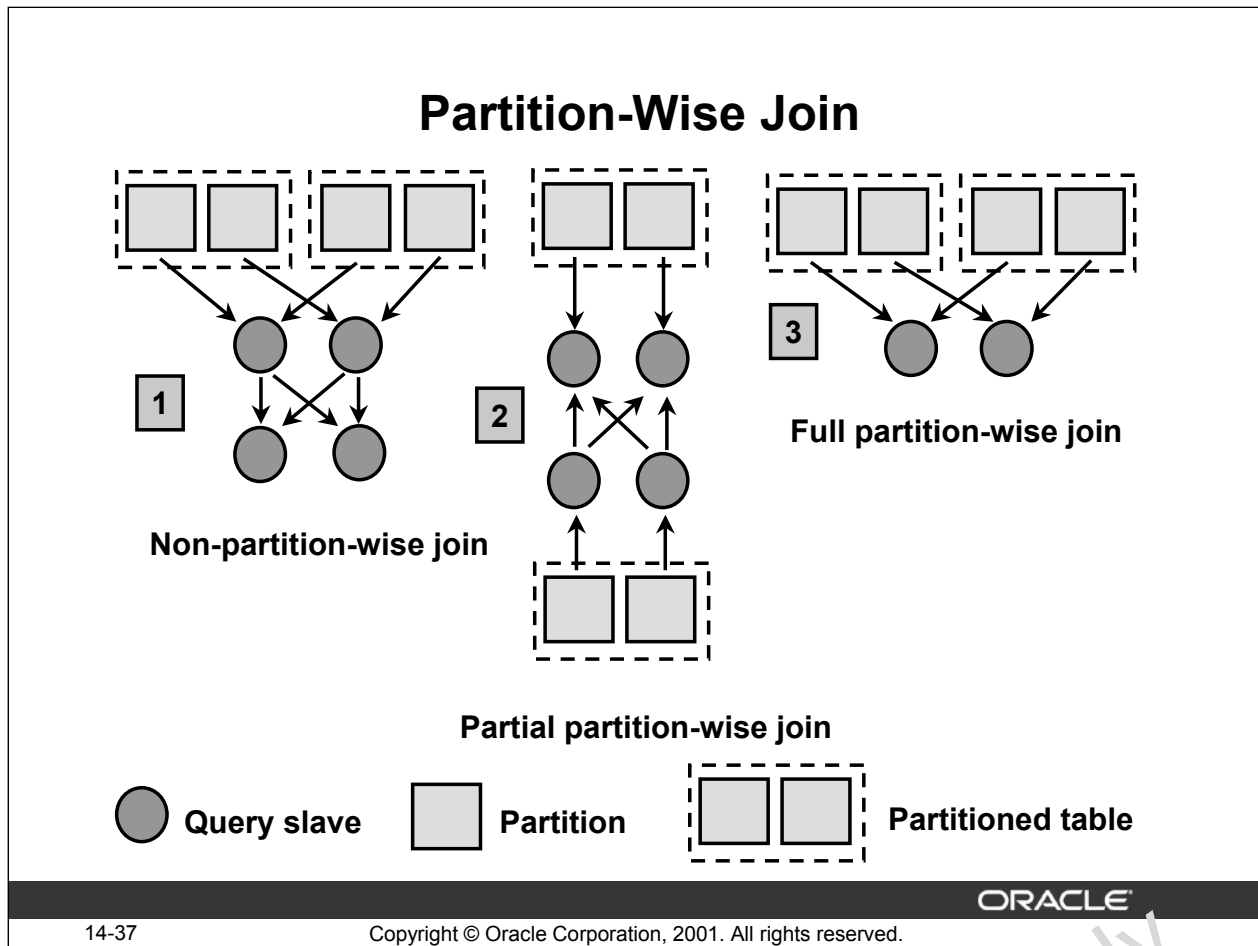 Partition-Wise Join
1
2
3
Full partition-wise join
Non-partition-wise join
Partial partition-wise join
Query slave
Partition
Partitioned table
ORACLE®
14-37
Copyright © Oracle Corporation, 2001. All rights reserved.